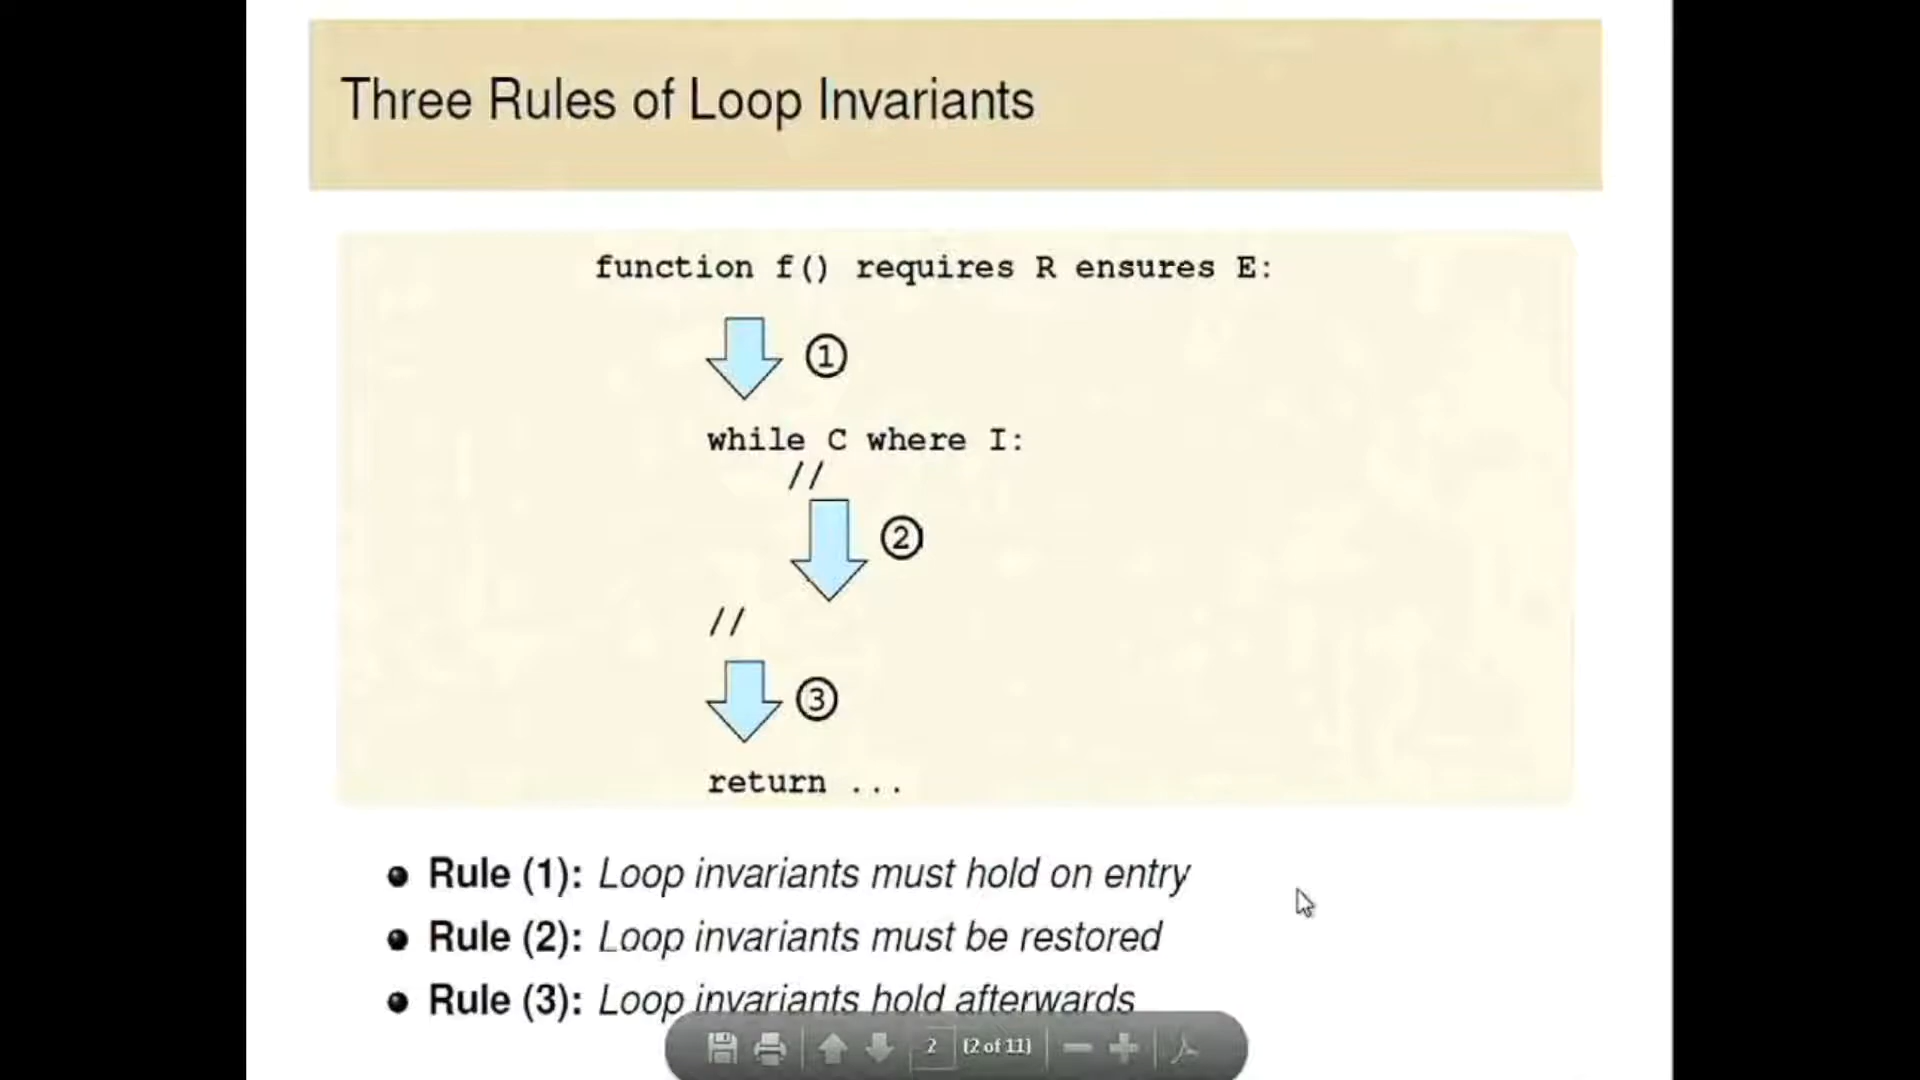 Three Rules of Loop Invariants
function f() requires R ensures E:
①
while C where I:
//
②
//
③
return ...
Rule (1): Loop invariants must hold on entry
Rule (2): Loop invariants must be restored
Rule (3): Loop invariants hold afterwards
2 (2 of 11)